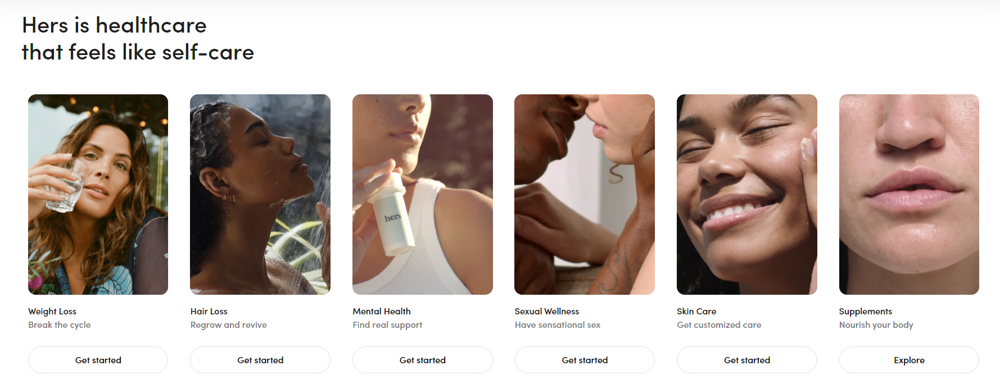 Hers is healthcare
that feels like self-care
hers
Weight Loss
Break the cycle
Get started
Hair Loss
Regrow and revive
Get started
Mental Health
Find real support
Get started
Sexual Wellness
Have sensational sex
Get started
Skin Care
Get customized care
Get started
Supplements
Nourish your body
Explore